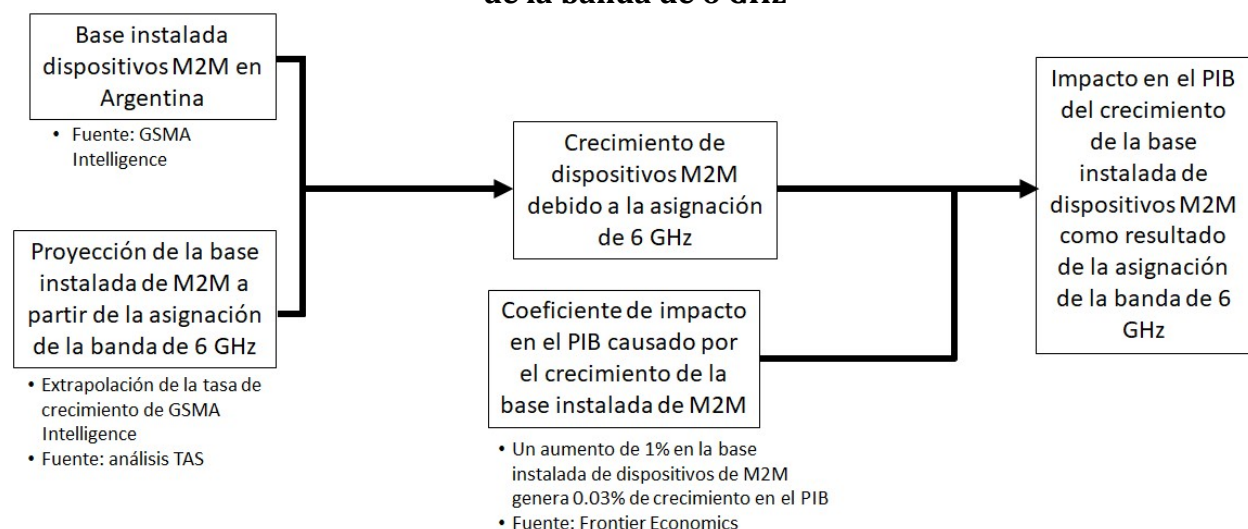 de la banda de 6 GHz
Base instalada
dispositivos M2M en
Argentina
• Fuente: GSMA
Intelligence
Proyección de la base
instalada de M2M a
partir de la asignación
de la banda de 6 GHz
• Extrapolación de la tasa de
crecimiento de GSMA
Intelligence
• Fuente: análisis TAS
Crecimiento de
dispositivos M2M
debido a la asignación
de 6 GHz
Coeficiente de impacto
en el PIB causado por
el crecimiento de la
base instalada de M2M
• Un aumento de 1% en la base
instalada de dispositivos de M2M
genera 0.03% de crecimiento en el PIB
• Fuente: Frontier Economics
Impacto en el PIB
del crecimiento
de la base
instalada de
dispositivos M2M
como resultado
de la asignación
de la banda de 6
GHz